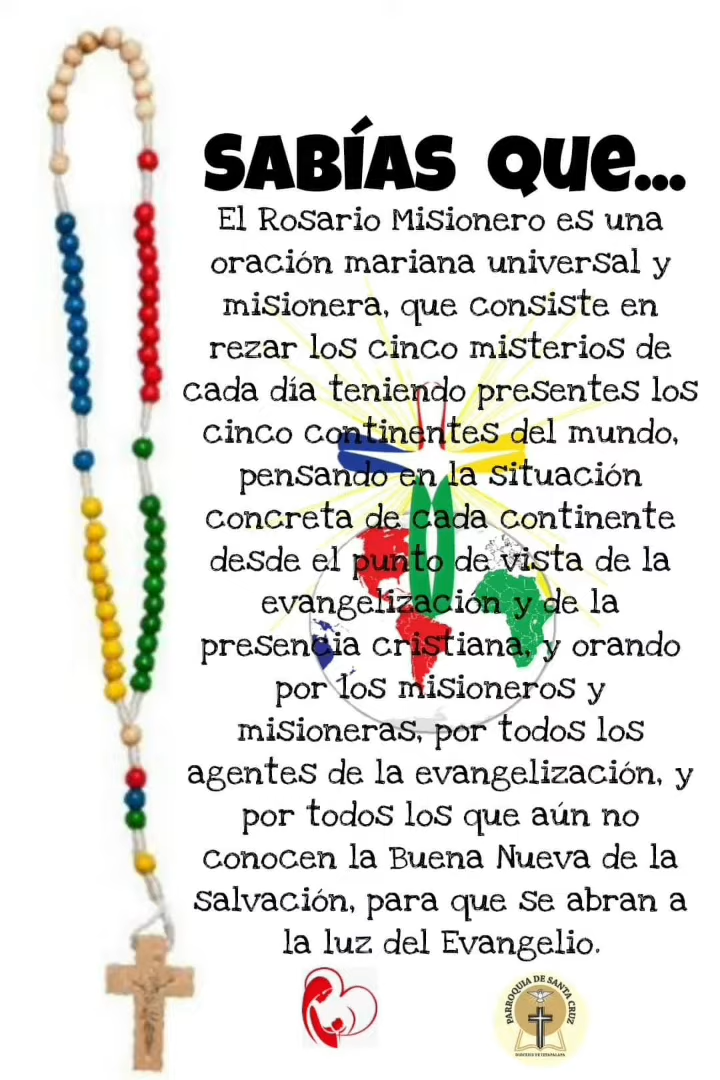 SABÍAS QUE...
El Rosario Misionero es una
oración mariana universal y
misionera, que consiste en
rezar los cinco misterios de
cada día teniendo presentes los
cinco continentes del mundo,
pensando en la situación
concreta de cada continente
desde el punto de vista de la
evangelización y de la
presencia cristiana, y orando
por los misioneros y
misioneras, por todos los
agentes de la evangelización, y
por todos los que aún no
conocen la Buena Nueva de la
salvación, para que se abran a
la luz del Evangelio.
PARROQUIA DE SANTA CRUZ
DIÓCESIS DE IZTAPALAPA